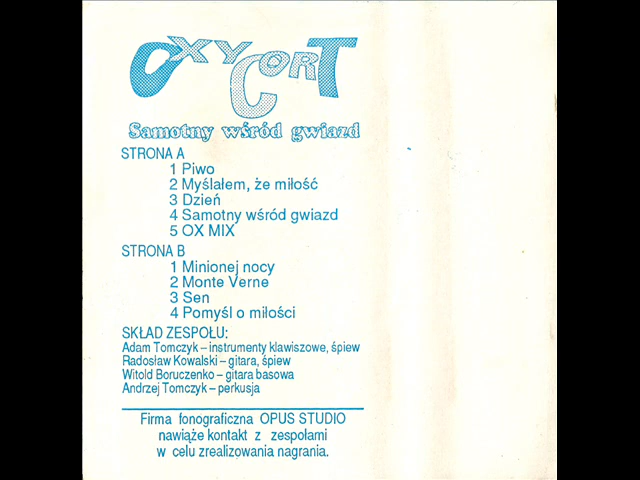 OXYCORT
Samotny wśród gwiazd
STRONA A
1 Piwo
2 Myślałem, że miłość
3 Dzień
4 Samotny wśród gwiazd
5 OX MIX
STRONA B
1 Minionej nocy
2 Monte Verne
3 Sen
4 Pomyśl o miłości
SKŁAD ZESPOŁU:
Adam Tomczyk – instrumenty klawiszowe, śpiew
Radosław Kowalski – gitara, śpiew
Witold Boruczenko – gitara basowa
Andrzej Tomczyk – perkusja
Firma fonograficzna OPUS STUDIO
nawiąże kontakt z zespołami
w celu zrealizowania nagrania.